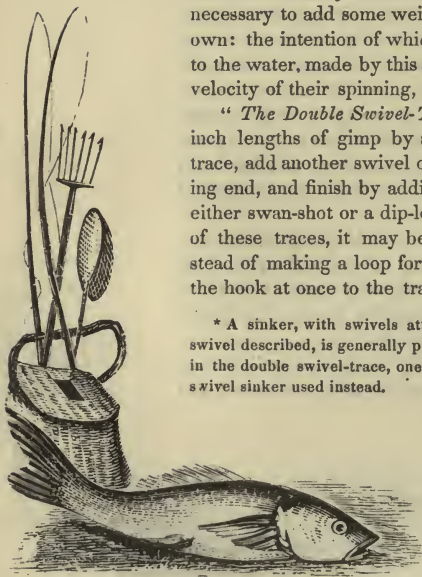 necessary to add some wei
own: the intention of whic
to the water, made by this
velocity of their spinning,
“ The Double Swivel-T
inch lengths of gimp by s
trace, add another swivel o
ing end, and finish by addi
either swan-shot or a dip-le
of these traces, it may be
stead of making a loop for
the hook at once to the tra
* A sinker, with swivels att
swivel described, is generally p
in the double swivel-trace, one
swivel sinker used instead.